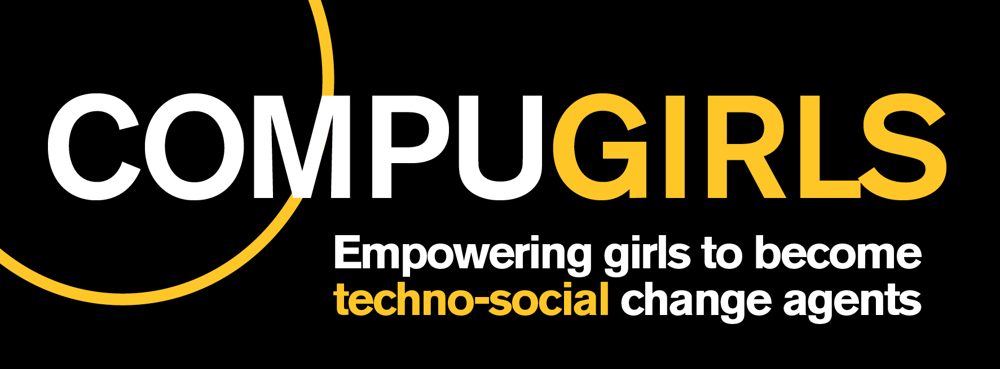 COMPUGIRLS
Empowering girls to become
techno-social change agents